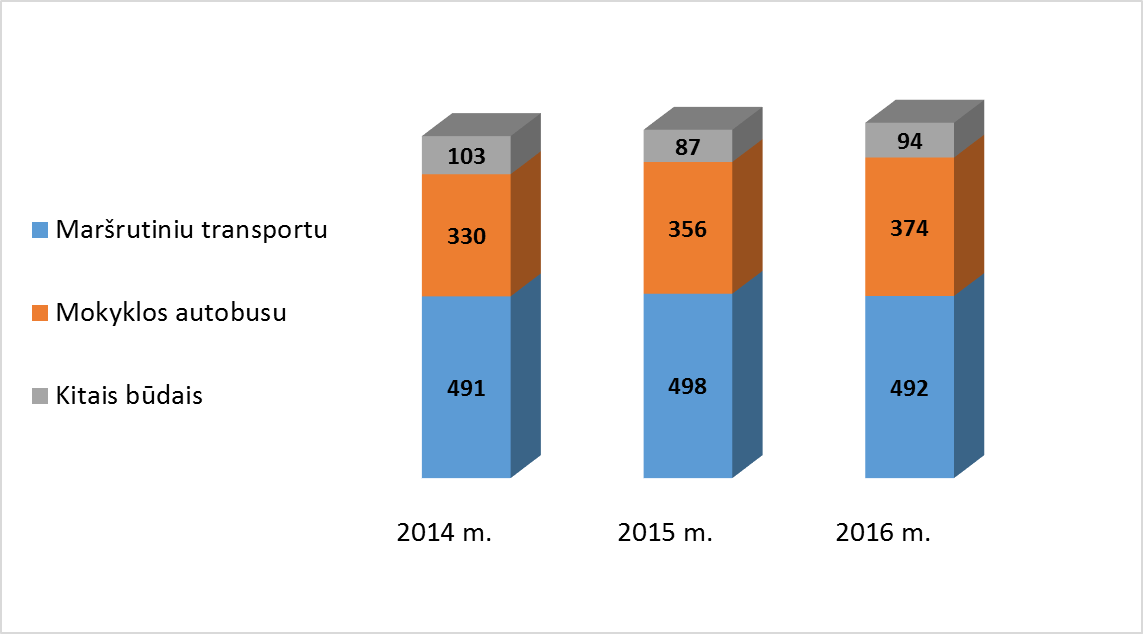 Maršrutiniu transportu
Mokyklos autobusu
Kitais būdais
103
87
94
330
356
374
491
498
492
2014 m.
2015 m.
2016 m.